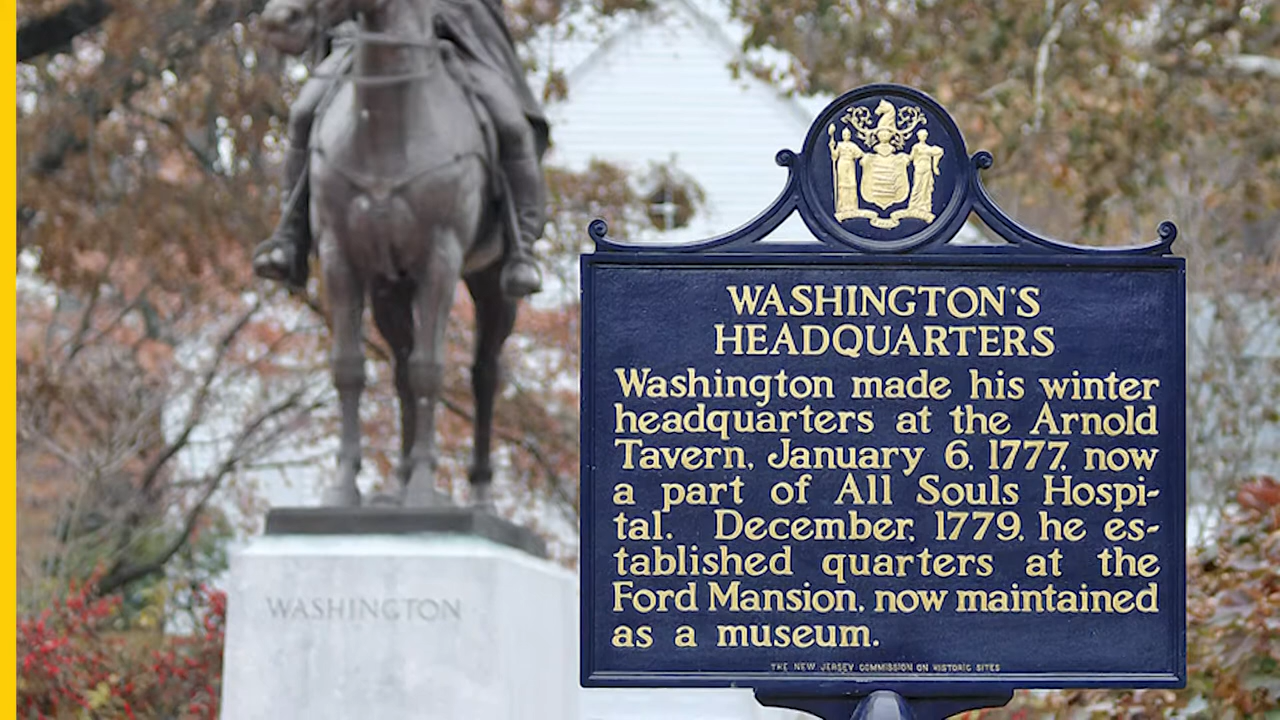 WASHINGTON'S
HEADQUARTERS
Washington made his winter
headquarters at the Arnold
Tavern, January 6, 1777, now
a part of All Souls Hospi-
tal. December, 1779, he es-
tablished quarters at the
Ford Mansion, now maintained
as a museum.
THE NEW JERSEY COMMISSION ON HISTORIC SITES
WASHINGTON